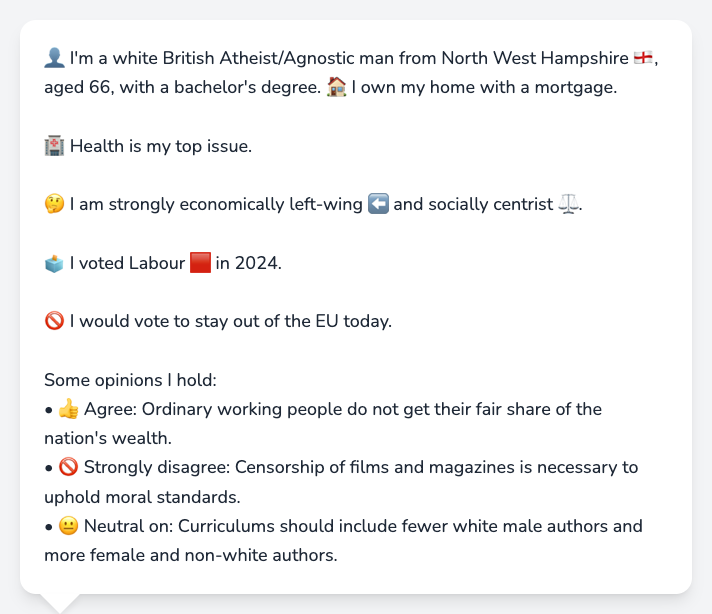 👤 I'm a white British Atheist/Agnostic man from North West Hampshire 🏴󠁧󠁢󠁥󠁮󠁧󠁿,
aged 66, with a bachelor's degree. 🏠 I own my home with a mortgage.
🏥 Health is my top issue.
🤔 I am strongly economically left-wing ⬅️ and socially centrist ⚖️.
🗳️ I voted Labour 🟥 in 2024.
🚫 I would vote to stay out of the EU today.
Some opinions I hold:
• 👍 Agree: Ordinary working people do not get their fair share of the
nation's wealth.
• 🚫 Strongly disagree: Censorship of films and magazines is necessary to
uphold moral standards.
• 😐 Neutral on: Curriculums should include fewer white male authors and
more female and non-white authors.